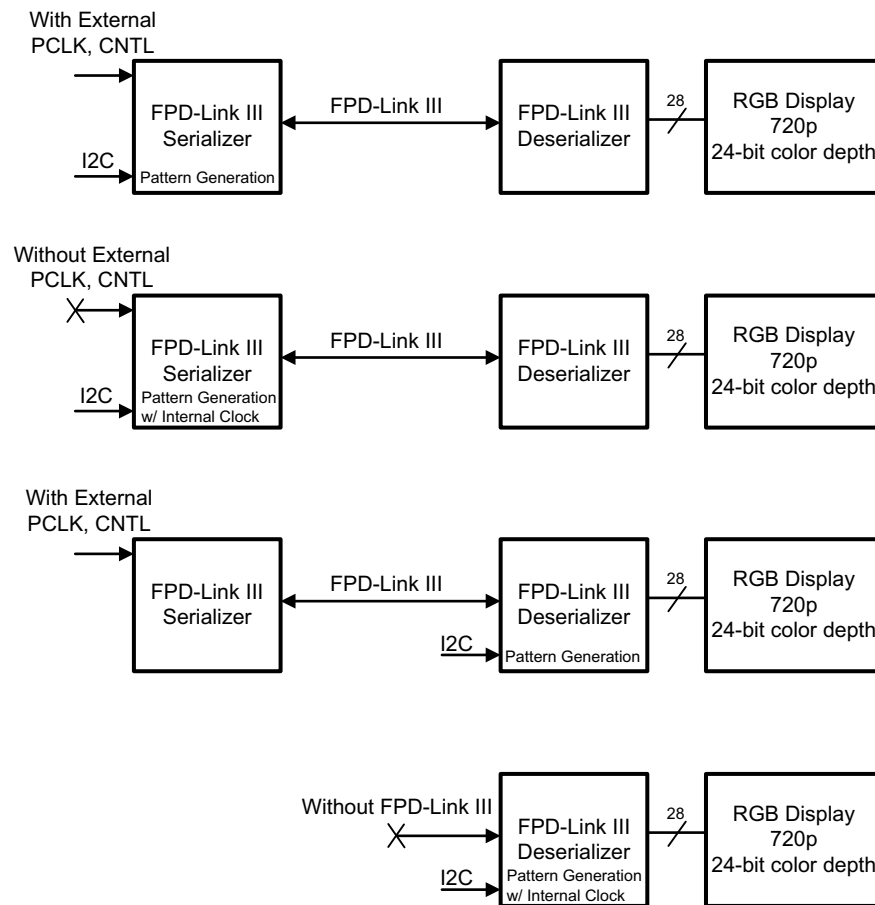 With External
PCLK, CNTL
FPD-Link III
Serializer
I2C
Pattern Generation
FPD-Link III
FPD-Link III
Deserializer
28
RGB Display
720p
24-bit color depth
Without External
PCLK, CNTL
FPD-Link III
Serializer
I2C
Pattern Generation
w/ Internal Clock
FPD-Link III
FPD-Link III
Deserializer
28
RGB Display
720p
24-bit color depth
With External
PCLK, CNTL
FPD-Link III
Serializer
FPD-Link III
FPD-Link III
Deserializer
I2C
Pattern Generation
28
RGB Display
720p
24-bit color depth
Without FPD-Link III
FPD-Link III
Deserializer
I2C
Pattern Generation
w/ Internal Clock
28
RGB Display
720p
24-bit color depth